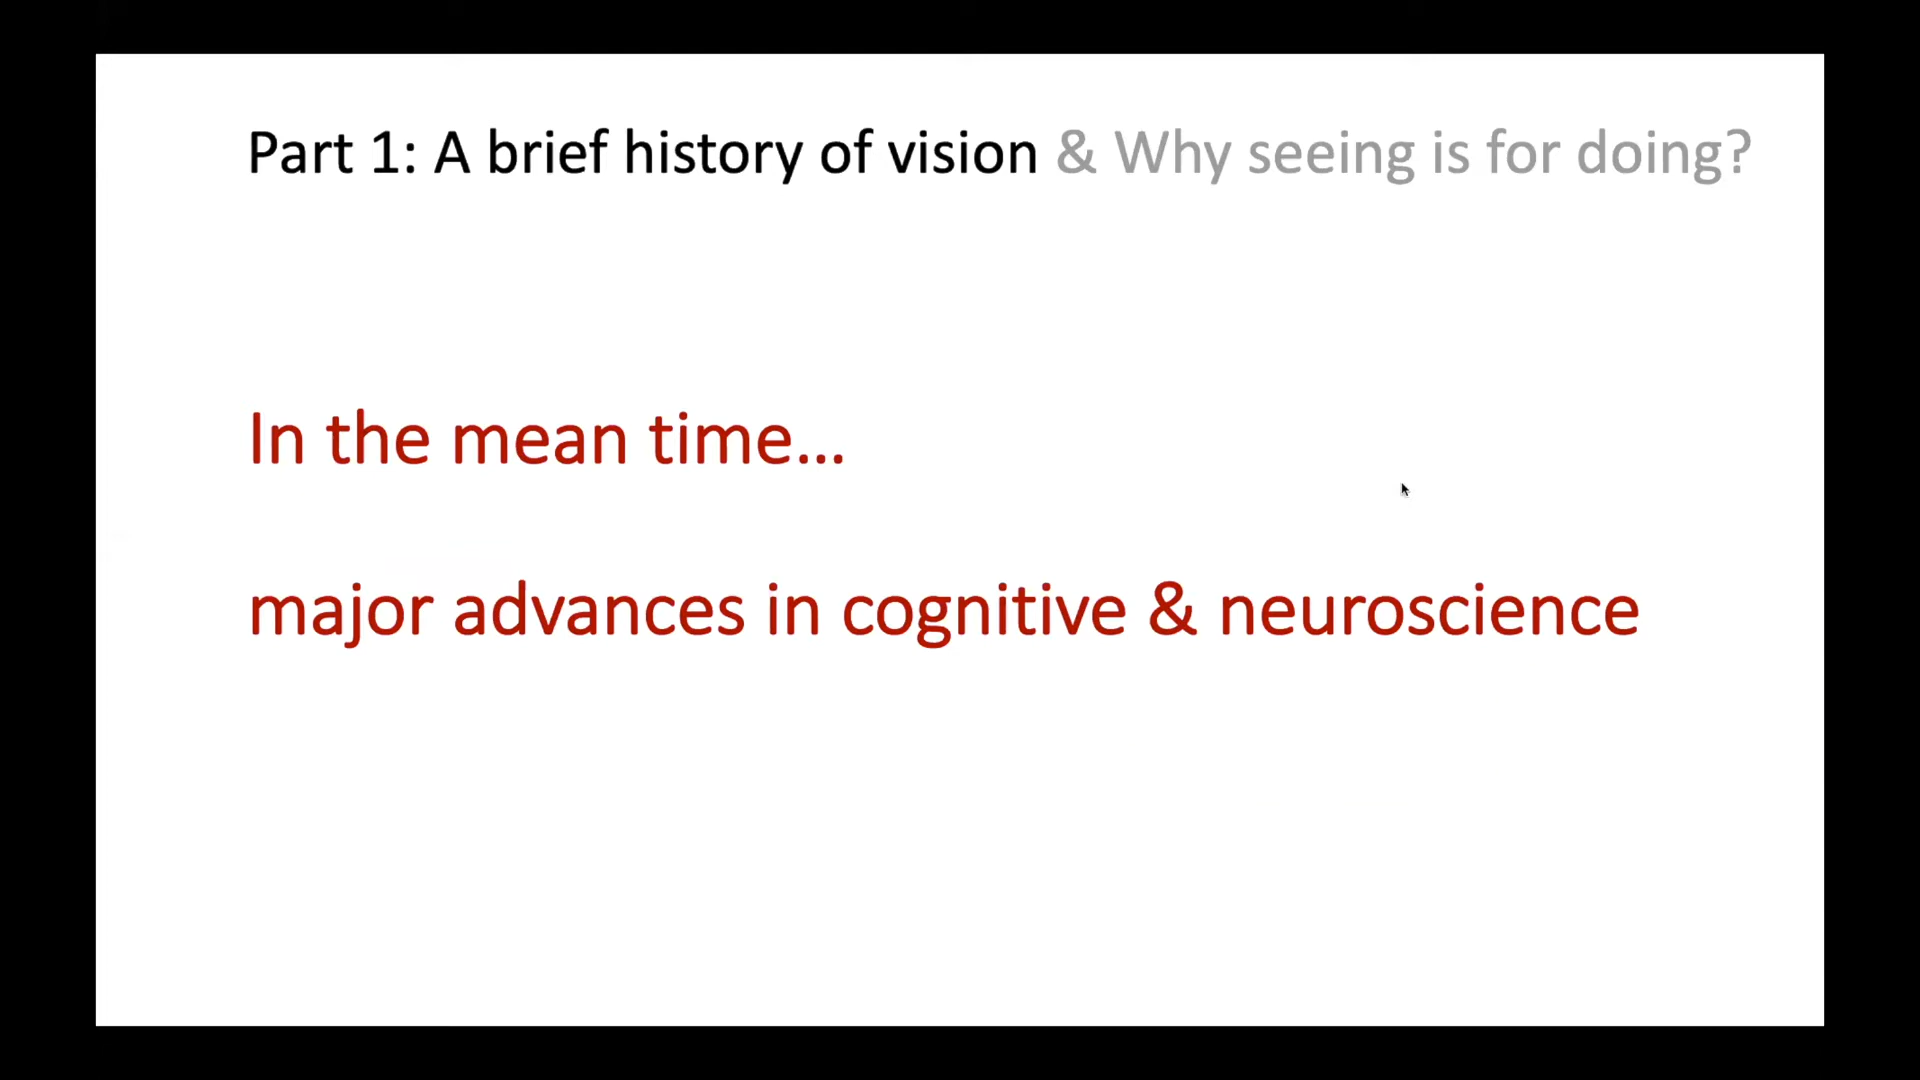 Part 1: A brief history of vision & Why seeing is for doing?
In the mean time...
major advances in cognitive & neuroscience